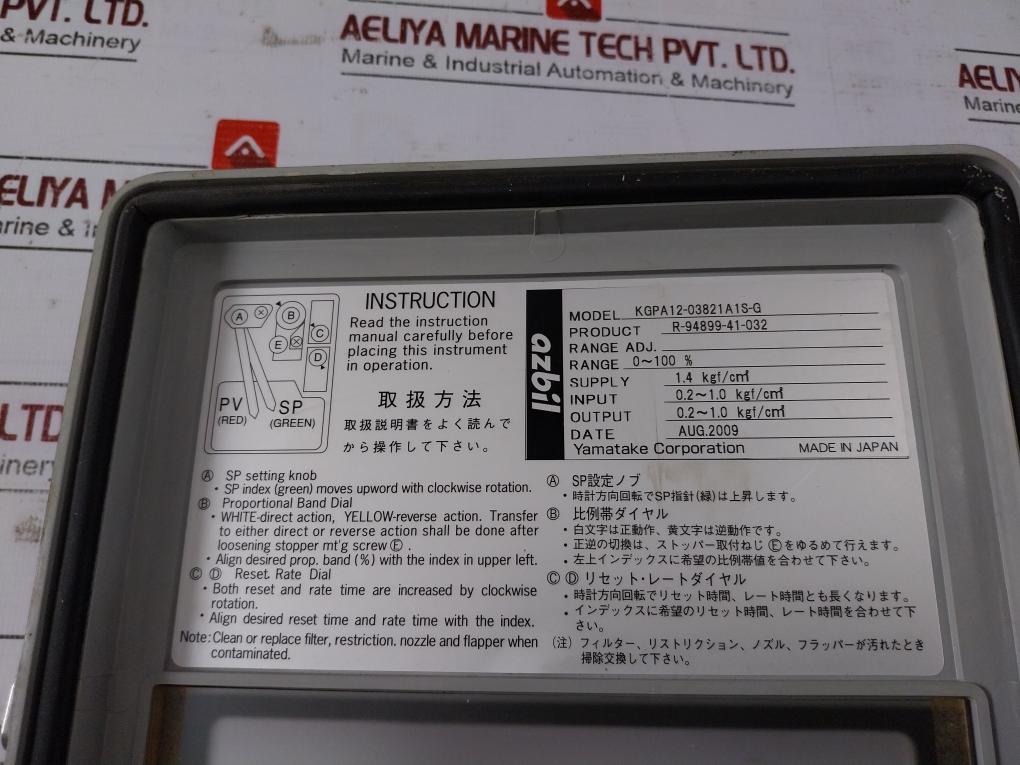 PVT. LTD.
& Machinery
AELIYA MARINE TECH PVT. LTD.
Marine & Industrial Automation & Machinery
AELIY
Marine
ELIYA M
arine & In
LTD.
inery
A
B
C
D
E
PV
(RED)
SP
(GREEN)
INSTRUCTION
Read the instruction
manual carefully before
placing this instrument
in operation.
取扱方法
取扱説明書をよく読んで
から操作して下さい。
azbil
MODEL KGPA12-03821A1S-G
PRODUCT R-94899-41-032
RANGE ADJ.
RANGE 0～100 %
SUPPLY 1.4 kgf/c㎡
INPUT 0.2～1.0 kgf/c㎡
OUTPUT 0.2～1.0 kgf/c㎡
DATE AUG.2009
Yamatake Corporation MADE IN JAPAN
Ⓐ SP setting knob
・SP index (green) moves upword with clockwise rotation.
Ⓑ Proportional Band Dial
・WHITE-direct action, YELLOW-reverse action. Transfer
to either direct or reverse action shall be done after
loosening stopper mt'g screw Ⓔ.
・Align desired prop. band (%) with the index in upper left.
Ⓒ Ⓓ Reset. Rate Dial
・Both reset and rate time are increased by clockwise
rotation.
・Align desired reset time and rate time with the index.
Note: Clean or replace filter, restriction. nozzle and flapper when
contaminated.
Ⓐ SP設定ノブ
・時計方向回転でSP指針(緑)は上昇します。
Ⓑ 比例帯ダイヤル
・白文字は正動作、黄文字は逆動作です。
・正逆の切換は、ストッパー取付ねじⒺをゆるめて行えます。
・左上インデックスに希望の比例帯値を合わせて下さい。
Ⓒ Ⓓ リセット・レートダイヤル
・時計方向回転でリセット時間、レート時間とも長くなります。
・インデックスに希望のリセット時間、レート時間を合わせて下
さい。
(注) フィルター、リストリクション、ノズル、フラッパーが汚れたとき
掃除交換して下さい。